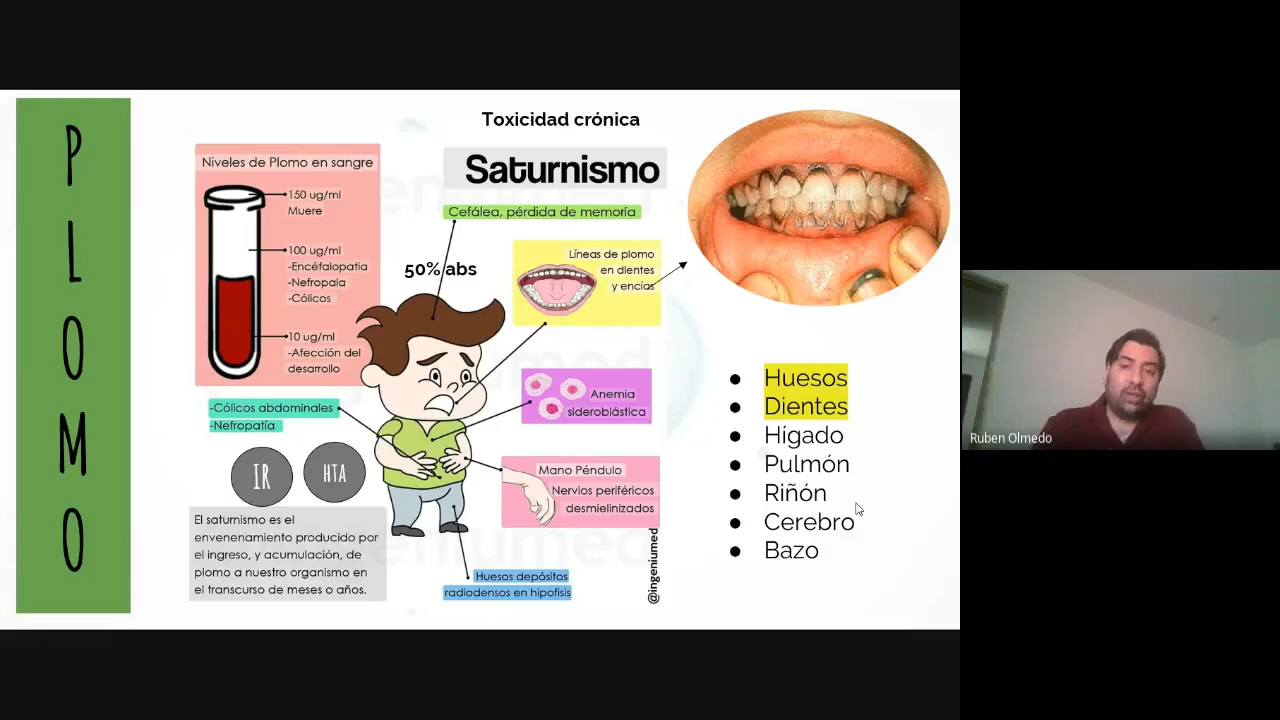 PLOMO
Toxicidad crónica
Saturnismo
Niveles de Plomo en sangre
150 ug/ml
Muere
100 ug/ml
-Encéfalopatia
-Nefropaía
-Cólicos
10 ug/ml
-Afección del
desarrollo
Cefálea, pérdida de memoría
50% abs
Líneas de plomo
en dientes
y encías
Anemia
sideroblástica
-Cólicos abdominales
-Nefropatía
IR
HTA
Mano Péndulo
Nervios periféricos
desmielinizados
El saturnismo es el
envenenamiento producido por
el ingreso, y acumulación, de
plomo a nuestro organismo en
el transcurso de meses o años.
Huesos depósitos
radiodensos en hipofisis
@ingeniumed
Huesos
Dientes
Hígado
Pulmón
Riñón
Cerebro
Bazo
Ruben Olmedo